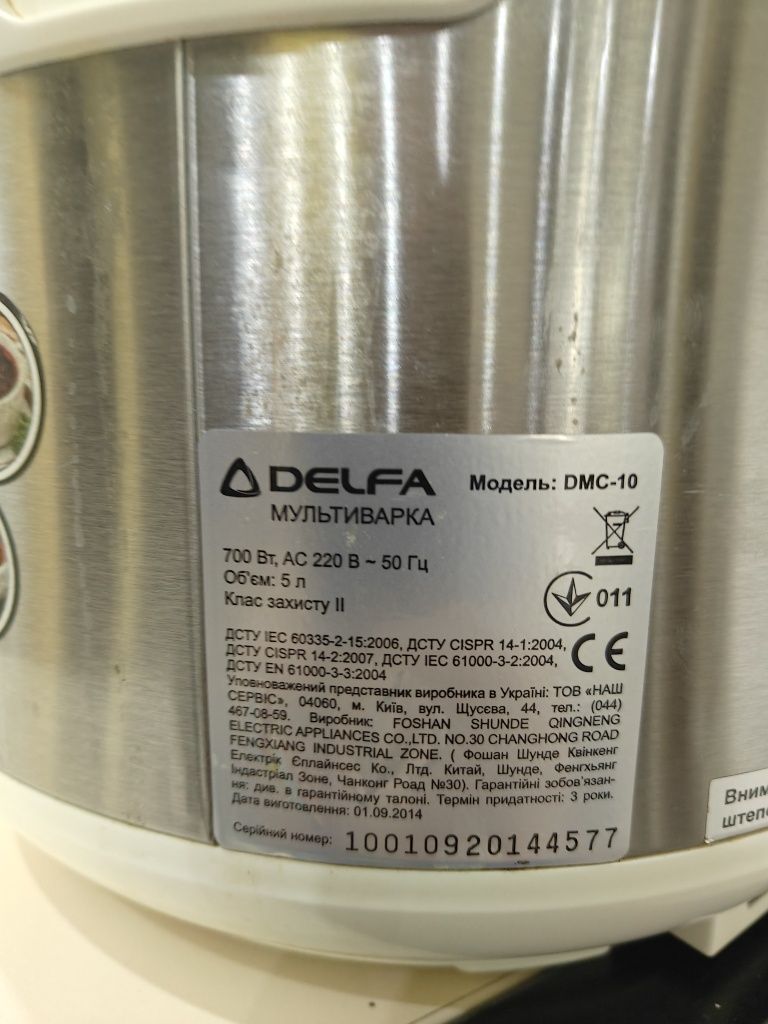 DELFA
Модель: DMC-10
МУЛЬТИВАРКА
700 Вт, AC 220 В ~ 50 Гц
Об'єм: 5 л
Клас захисту II
011
ДСТУ IEC 60335-2-15:2006, ДСТУ CISPR 14-1:2004,
ДСТУ CISPR 14-2:2007, ДСТУ IEC 61000-3-2:2004,
ДСТУ EN 61000-3-3:2004
CE
Уповноважений представник виробника в Україні: ТОВ «НАШ
СЕРВІС», 04060, м. Київ, вул. Щусєва, 44, тел.: (044)
467-08-59. Виробник: FOSHAN SHUNDE QINGNENG
ELECTRIC APPLIANCES CO.,LTD. NO.30 CHANGHONG ROAD
FENGXIANG INDUSTRIAL ZONE. ( Фошан Шунде Квінкенг
Електрік Єплайнсес Ко., Лтд. Китай, Шунде, Фенгхьянг
Індастріал Зоне, Чанконг Роад №30). Гарантійні зобов'язан-
ня: див. в гарантійному талоні. Термін придатності: 3 роки.
Дата виготовлення: 01.09.2014
Серійний номер: 10010920144577
Вним
штепс